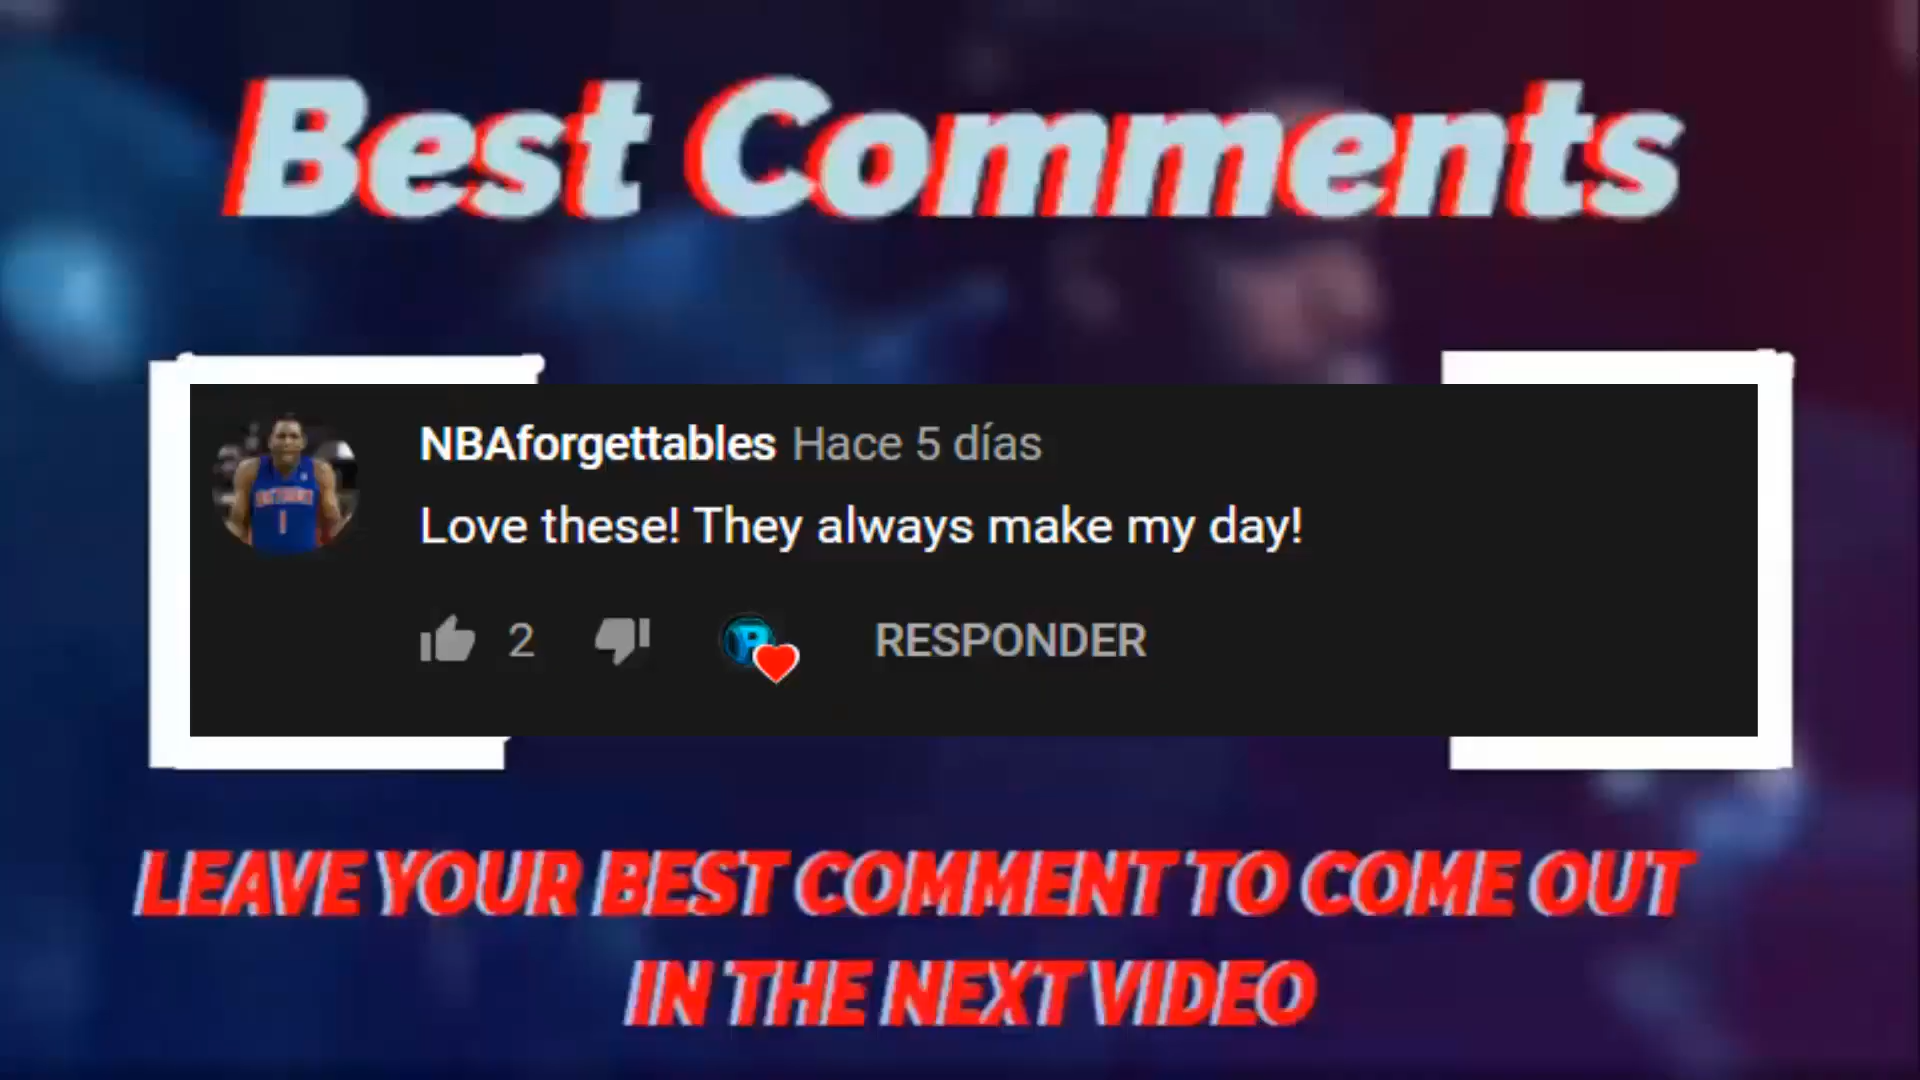 Best Comments
NBAforgettables Hace 5 días
Love these! They always make my day!
2 RESPONDER
LEAVE YOUR BEST COMMENT TO COME OUT
IN THE NEXT VIDEO